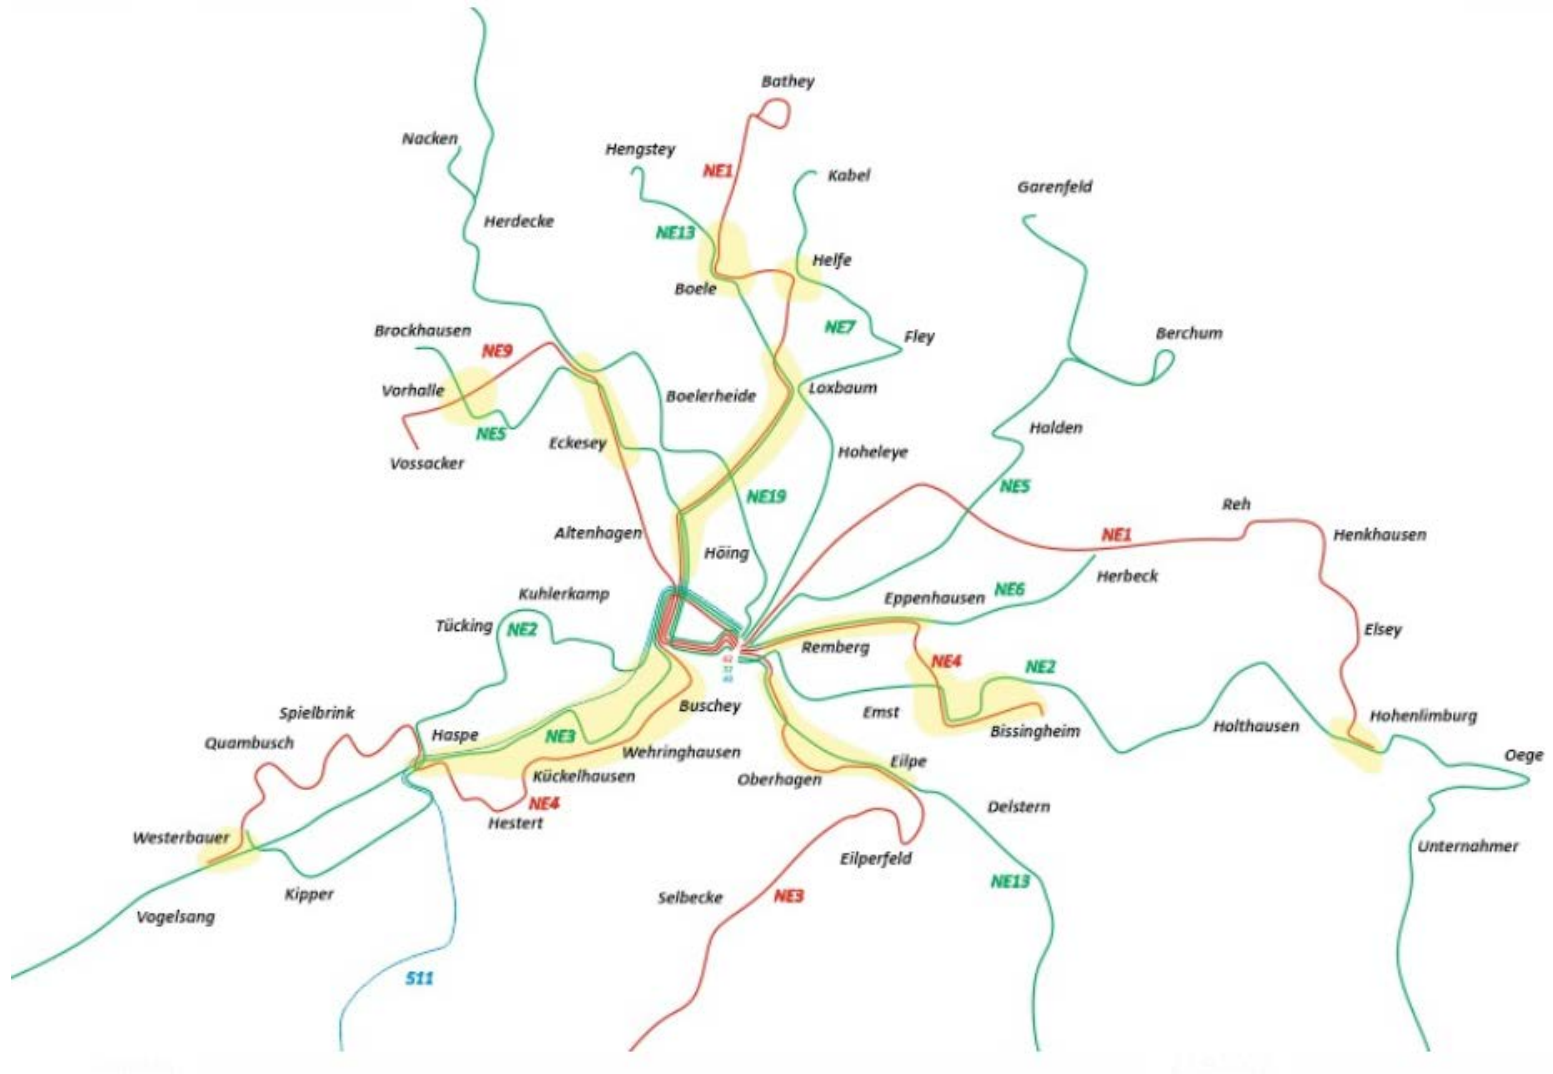 Bathey
Nacken
Hengstey
NE1
Kabel
Garenfeld
Herdecke
NE13
Helfe
Boele
Brockhausen
NE9
NE7
Fley
Berchum
Vorhalle
Boelerheide
Loxbaum
NE5
Eckesey
Halden
Vossacker
Hoheleye
NE5
NE19
Reh
Altenhagen
NE1
Henkhausen
Höing
Herbeck
Kuhlerkamp
Eppenhausen
NE6
Tücking
NE2
Elsey
Remberg
NE4
NE2
Buschey
Spielbrink
Emst
Hohenlimburg
Quambusch
Haspe
NE3
Bissingheim
Holthausen
Wehringhausen
Oege
Kückelhausen
Oberhagen
Eilpe
NE4
Hestert
Delstern
Westerbauer
Eilperfeld
Unternahmer
Kipper
Selbecke
NE3
NE13
Vogelsang
511